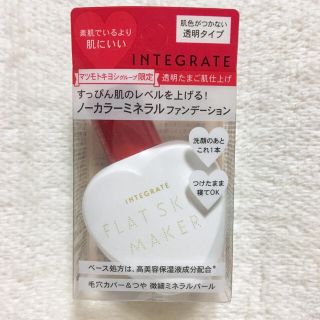 素肌でいるより
肌にいい
肌色がつかない
透明タイプ
INTEGRATE
マツモトキヨシグループ限定
透明たまご肌仕上げ
すっぴん肌のレベルを上げる!
ノーカラーミネラルファンデーション
洗顔のあと
これ1本
つけたまま
寝てOK
INTEGRATE
FLAT SK
MAKER
ベース処方は、高美容保湿液成分配合*
毛穴カバー&つや 微細ミネラルパール